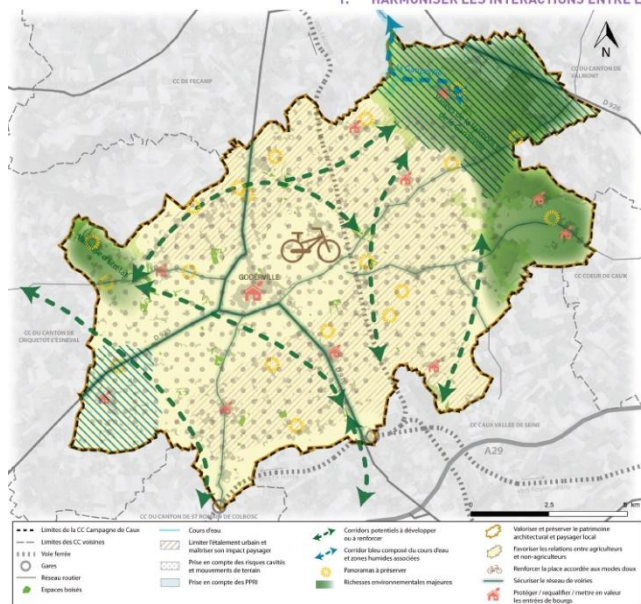 1. HARMONISER LES INTERACTIONS ENTRE L
N
CC DE FECAMP
CC DU CANTON DE
VALMONT
D 926
GODERVILLE
CC COEUR DE CAUX
CC DU CANTON DE
CRIQUETOT L'ESNEVAL
CC CAUX VALLEE DE SEINE
A29
CC DU CANTON DE ST ROMAIN DE COLBOSC
0 2,5 5 km
Limites de la CC Campagne de Caux
Limites des CC voisines
Voie ferrée
Gares
Réseau routier
Espaces boisés
Cours d'eau
Limiter l'étalement urbain et
maîtriser son impact paysager
Prise en compte des risques cavités
et mouvements de terrain
Prise en compte des PPRI
Corridors potentiels à développer
ou à renforcer
Corridor bleu composé du cours d'eau
et zones humides associées
Panoramas à préserver
Richesses environnementales majeures
Valoriser et préserver le patrimoine
architectural et paysager local
Favoriser les relations entre agriculteurs
et non-agriculteurs
Renforcer la place accordée aux modes doux
Sécuriser le réseau de voiries
Protéger / requalifier / mettre en valeur
les entrées de bourgs